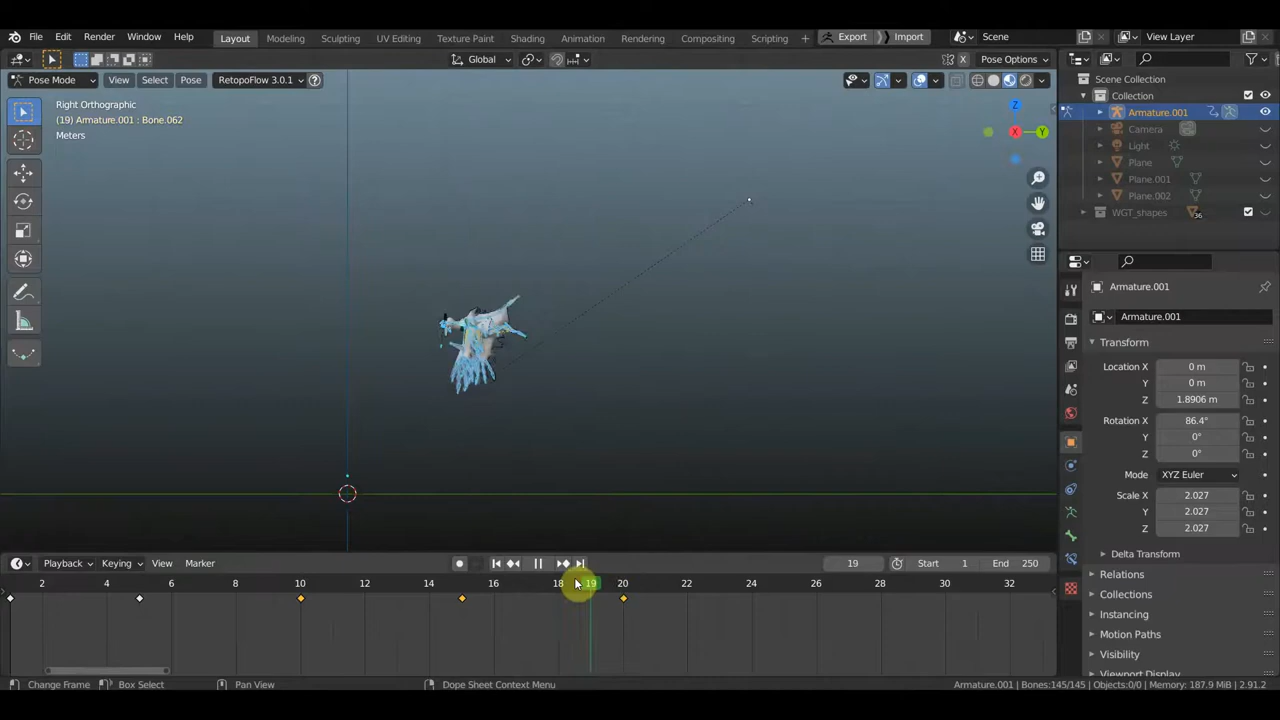 File Edit Render Window Help Layout Modeling Sculpting UV Editing Texture Paint Shading Animation Rendering Compositing Scripting + Export Import Scene View Layer
Global X Pose Options
Pose Mode View Select Pose RetopoFlow 3.0.1
Right Orthographic
(19) Armature.001 : Bone.062
Meters
Z
X
Y
Scene Collection
Collection
Armature.001
Camera
Light
Plane
Plane.001
Plane.002
WGT_shapes 36
Armature.001
Armature.001
Transform
Location X 0 m
Y 0 m
Z 1.8906 m
Rotation X 86.4°
Y 0°
Z 0°
Mode XYZ Euler
Scale X 2.027
Y 2.027
Z 2.027
Delta Transform
Relations
Collections
Instancing
Motion Paths
Visibility
Viewport Display
Playback Keying View Marker 19 Start 1 End 250
2 4 6 8 10 12 14 16 18 19 20 22 24 26 28 30 32
Change Frame Box Select Pan View Dope Sheet Context Menu Armature.001 | Bones:145/145 | Objects:0/0 | Memory: 187.9 MiB | 2.91.2